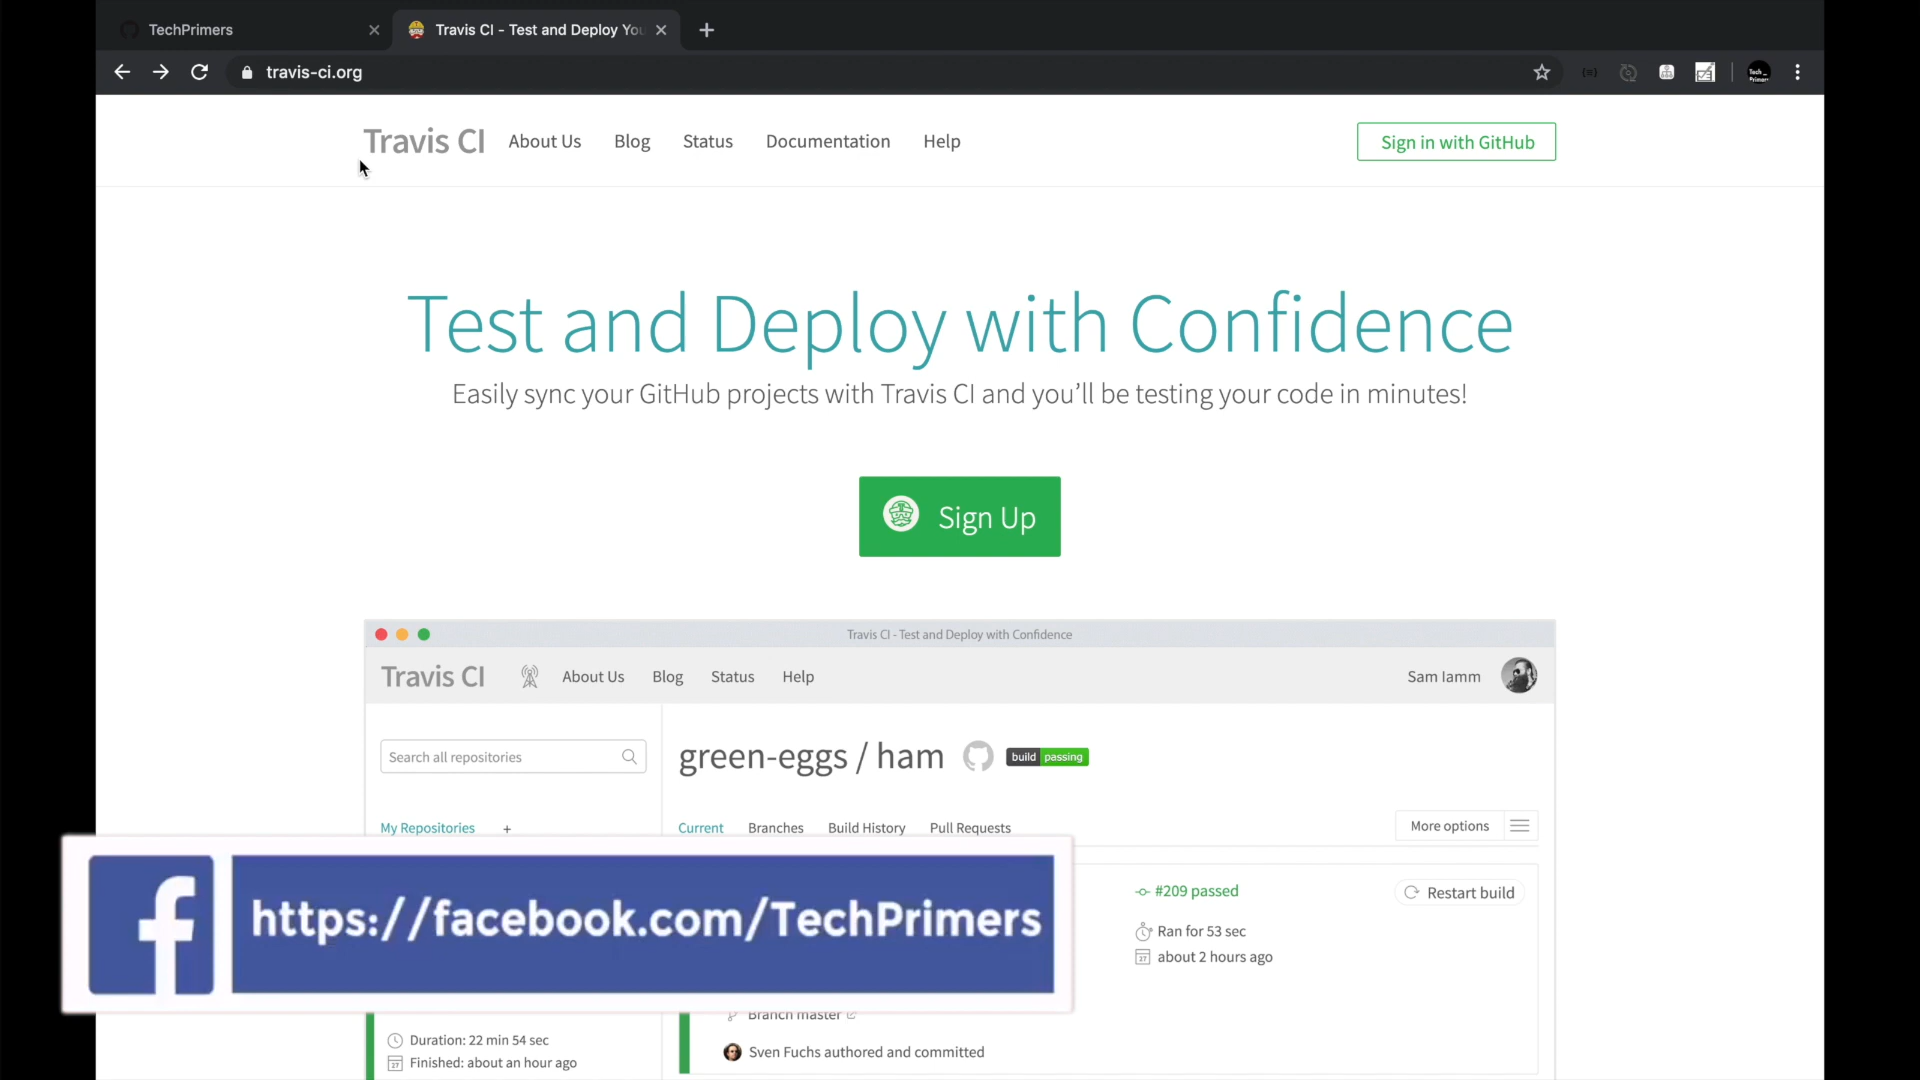 TechPrimers
Travis CI - Test and Deploy You
travis-ci.org
Travis CI
About Us
Blog
Status
Documentation
Help
Sign in with GitHub
Test and Deploy with Confidence
Easily sync your GitHub projects with Travis CI and you’ll be testing your code in minutes!
Sign Up
Travis CI - Test and Deploy with Confidence
Travis CI
About Us
Blog
Status
Help
Sam Iamm
Search all repositories
green-eggs / ham
build passing
My Repositories +
Current
Branches
Build History
Pull Requests
More options
https://facebook.com/TechPrimers
#209 passed
Restart build
Ran for 53 sec
about 2 hours ago
Branch master
Duration: 22 min 54 sec
Finished: about an hour ago
Sven Fuchs authored and committed